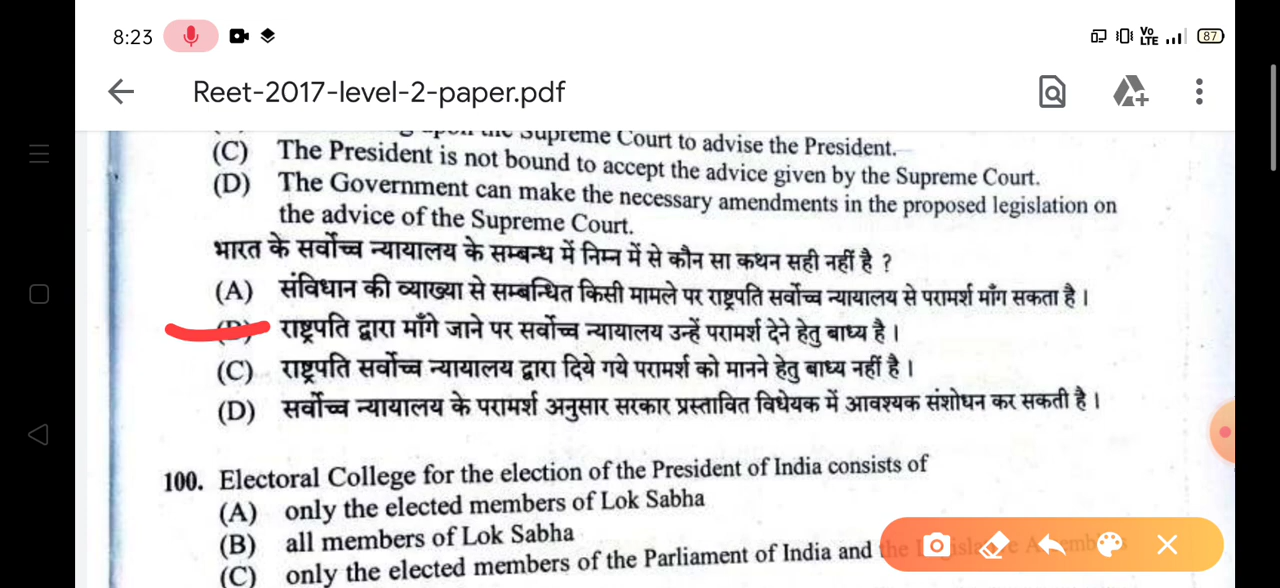 8:23
Vo LTE 87
Reet-2017-level-2-paper.pdf
upon the Supreme Court to advise the President.
(C) The President is not bound to accept the advice given by the Supreme Court.
(D) The Government can make the necessary amendments in the proposed legislation on
the advice of the Supreme Court.
भारत के सर्वोच्च न्यायालय के सम्बन्ध में निम्न में से कौन सा कथन सही नहीं है ?
(A) संविधान की व्याख्या से सम्बन्धित किसी मामले पर राष्ट्रपति सर्वोच्च न्यायालय से परामर्श माँग सकता है ।
(B) राष्ट्रपति द्वारा माँगे जाने पर सर्वोच्च न्यायालय उन्हें परामर्श देने हेतु बाध्य है ।
(C) राष्ट्रपति सर्वोच्च न्यायालय द्वारा दिये गये परामर्श को मानने हेतु बाध्य नहीं है ।
(D) सर्वोच्च न्यायालय के परामर्श अनुसार सरकार प्रस्तावित विधेयक में आवश्यक संशोधन कर सकती है ।
100. Electoral College for the election of the President of India consists of
(A) only the elected members of Lok Sabha
(B) all members of Lok Sabha
(C) only the elected members of the Parliament of India and the